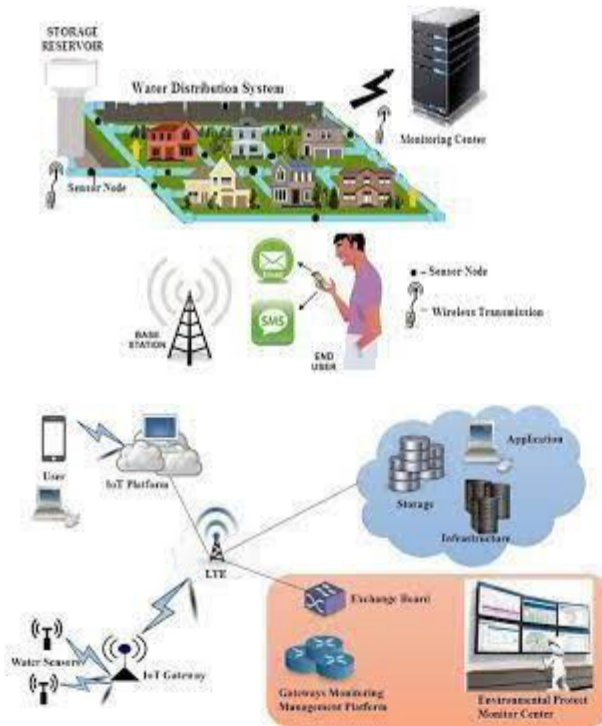 STORAGE
RESERVOIR
Water Distribution System
Monitoring Center
Sensor Node
Email
SMS
BASE
STATION
END
USER
- Sensor Node
- Wireless Transmission
User
IoT Platform
Application
Storage
Infrastructure
LTE
Exchange Board
Water Sensors
IoT Gateway
Gateways Monitoring
Management Platform
Environmental Protect
Monitor Center